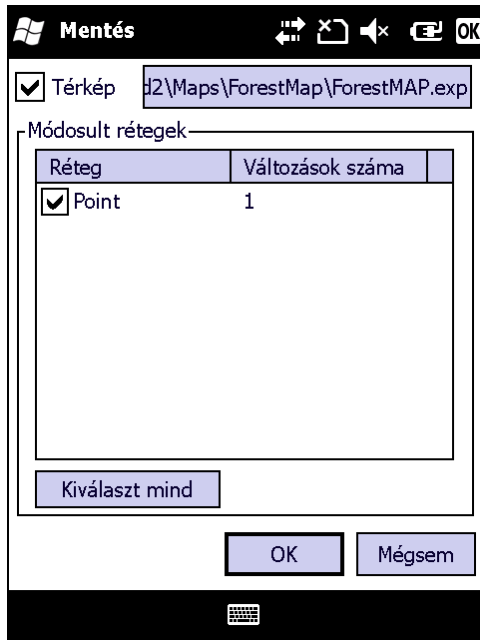 Mentés OK
Térkép d2\Maps\ForestMap\ForestMAP.exp
Módosult rétegek
Réteg Változások száma
Point 1
Kiválaszt mind
OK Mégsem